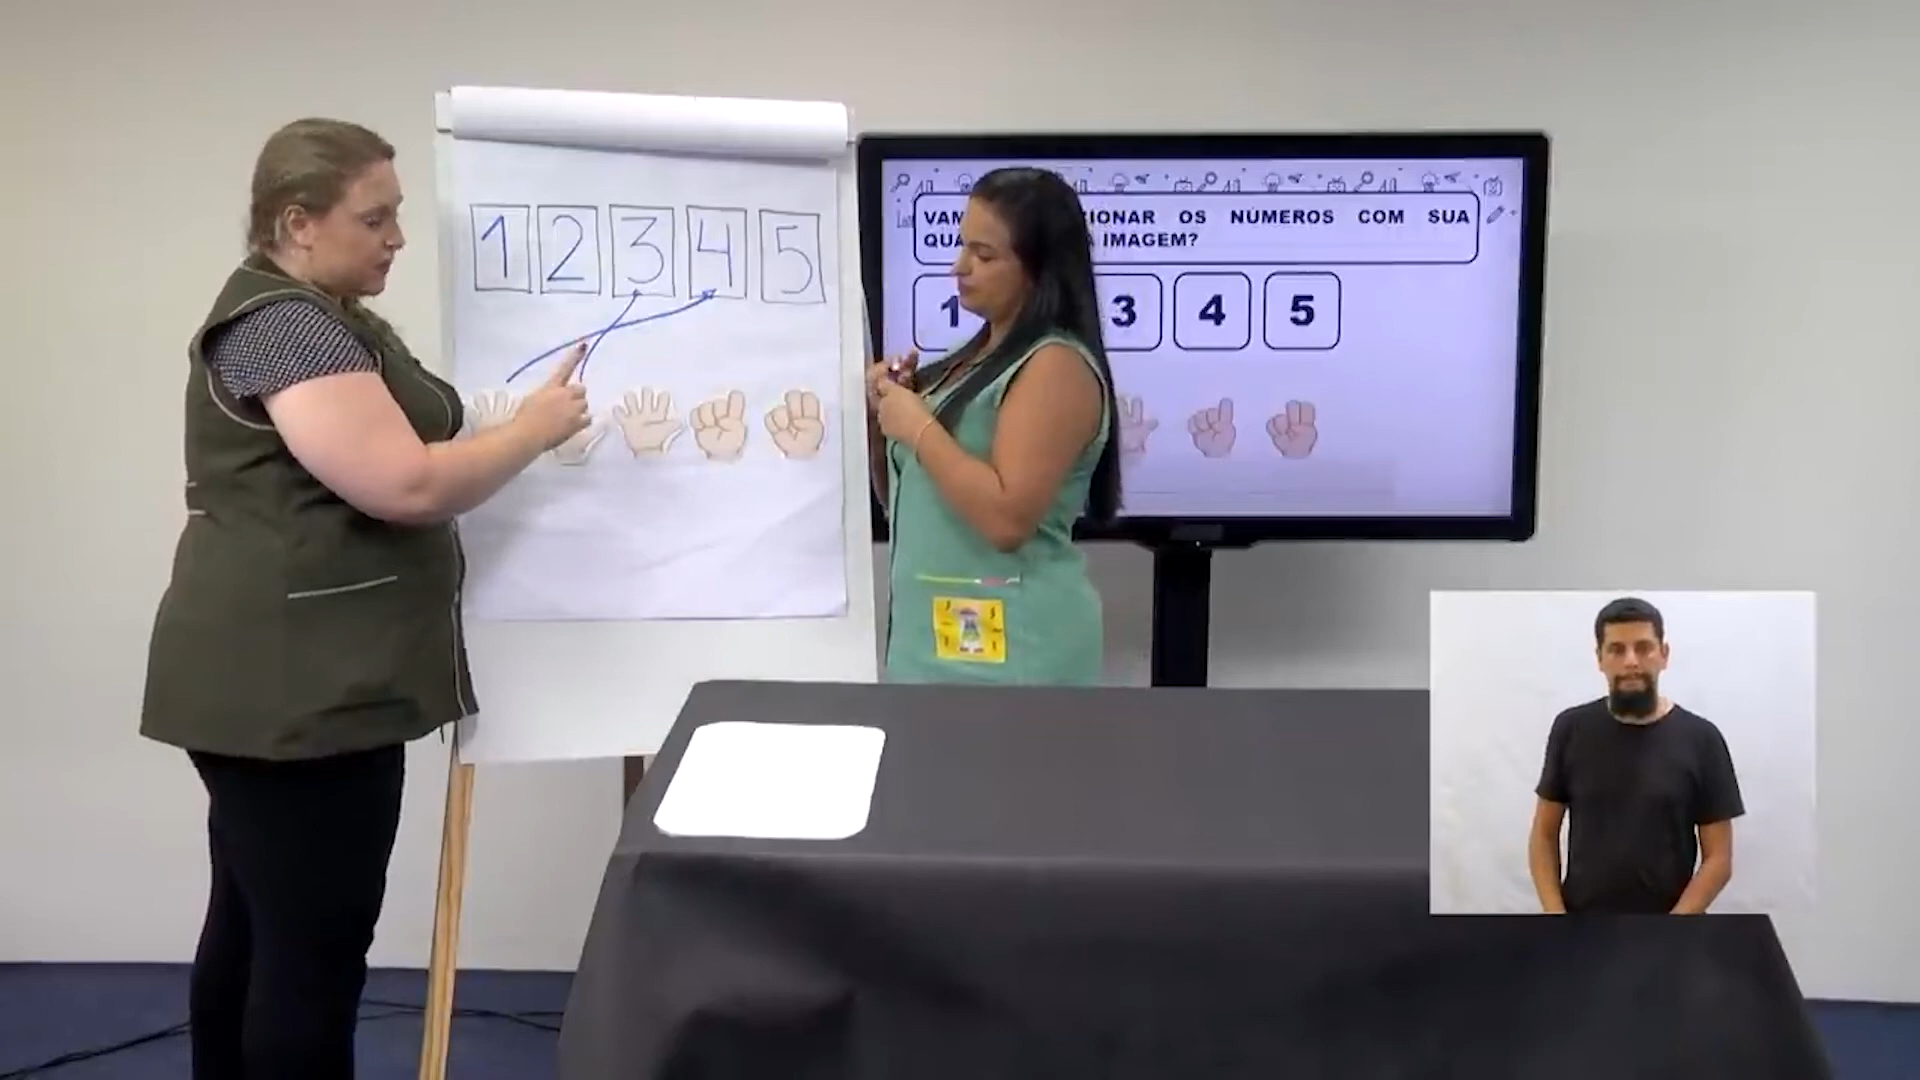 1 2 3 4 5
VAM IONAR OS NÚMEROS COM SUA
QUA IMAGEM?
1 3 4 5